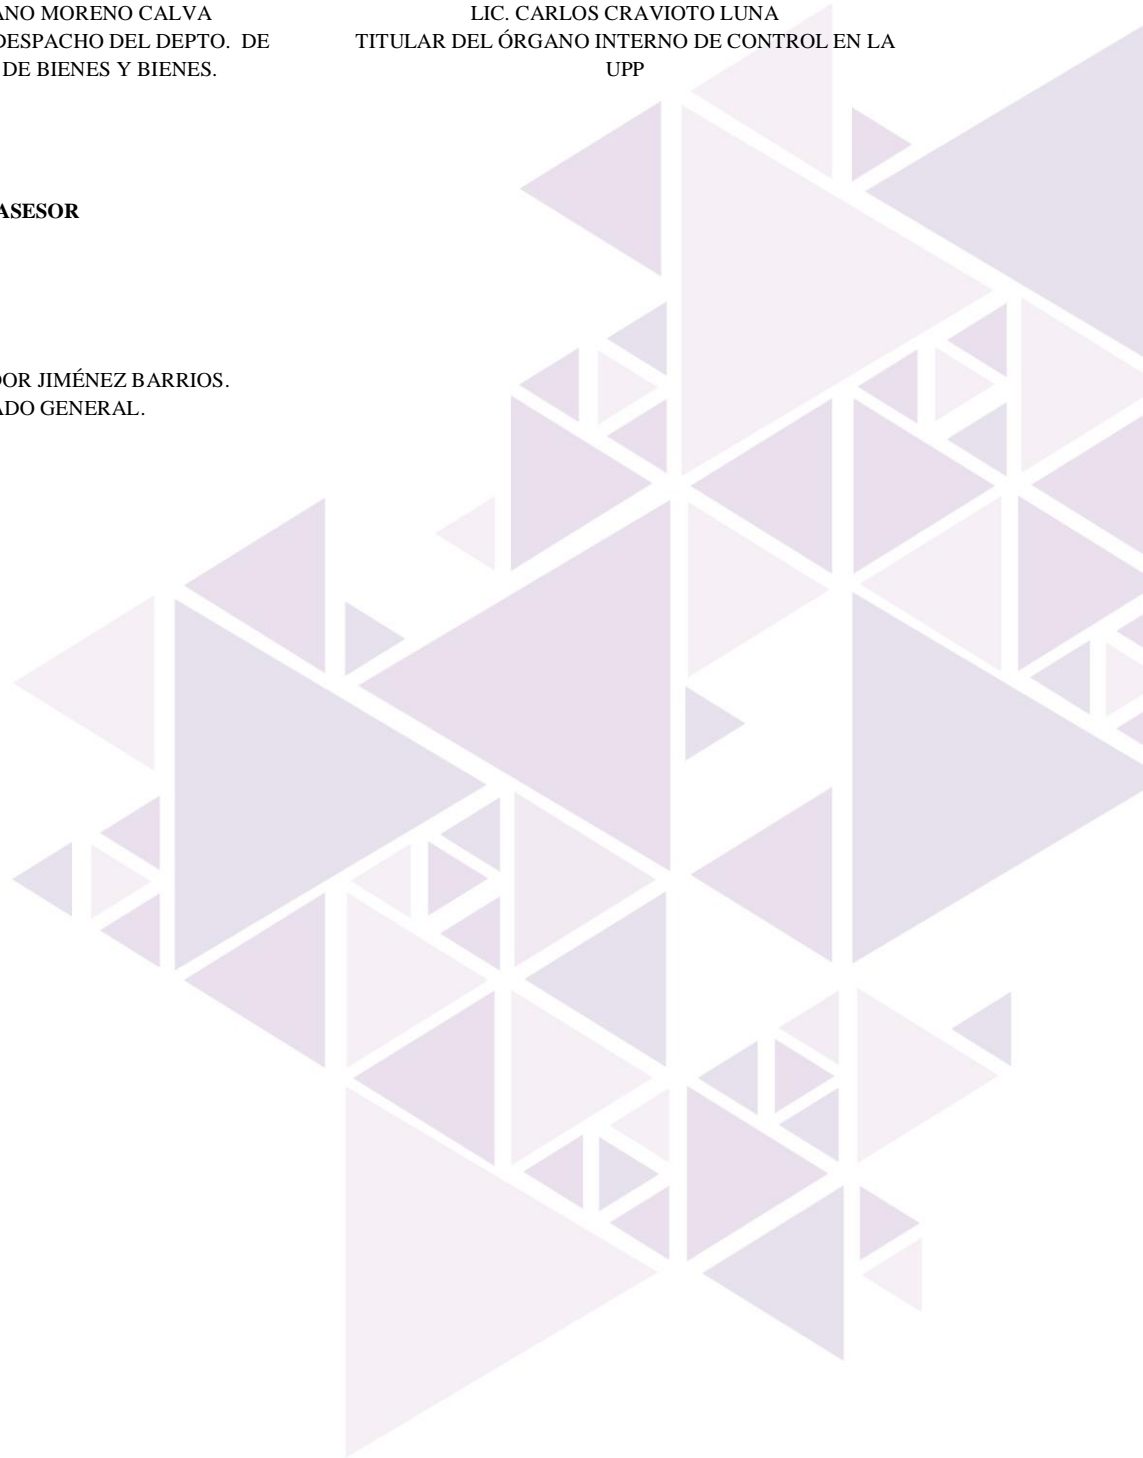 ANO MORENO CALVA
DESPACHO DEL DEPTO. DE
DE BIENES Y BIENES.
LIC. CARLOS CRAVIOTO LUNA
TITULAR DEL ÓRGANO INTERNO DE CONTROL EN LA
UPP
ASESOR
DOR JIMÉNEZ BARRIOS.
ADO GENERAL.